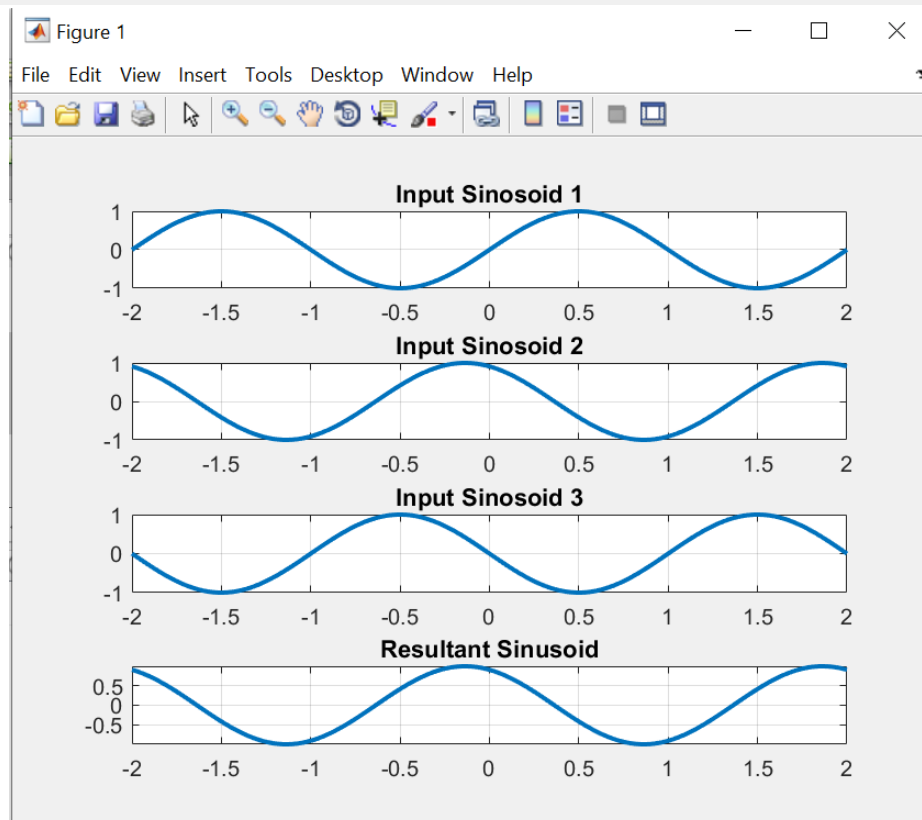 Figure 1
File Edit View Insert Tools Desktop Window Help
Input Sinosoid 1
1
0
-1
-2 -1.5 -1 -0.5 0 0.5 1 1.5 2
Input Sinosoid 2
1
0
-1
-2 -1.5 -1 -0.5 0 0.5 1 1.5 2
Input Sinosoid 3
1
0
-1
-2 -1.5 -1 -0.5 0 0.5 1 1.5 2
Resultant Sinusoid
0.5
0
-0.5
-2 -1.5 -1 -0.5 0 0.5 1 1.5 2